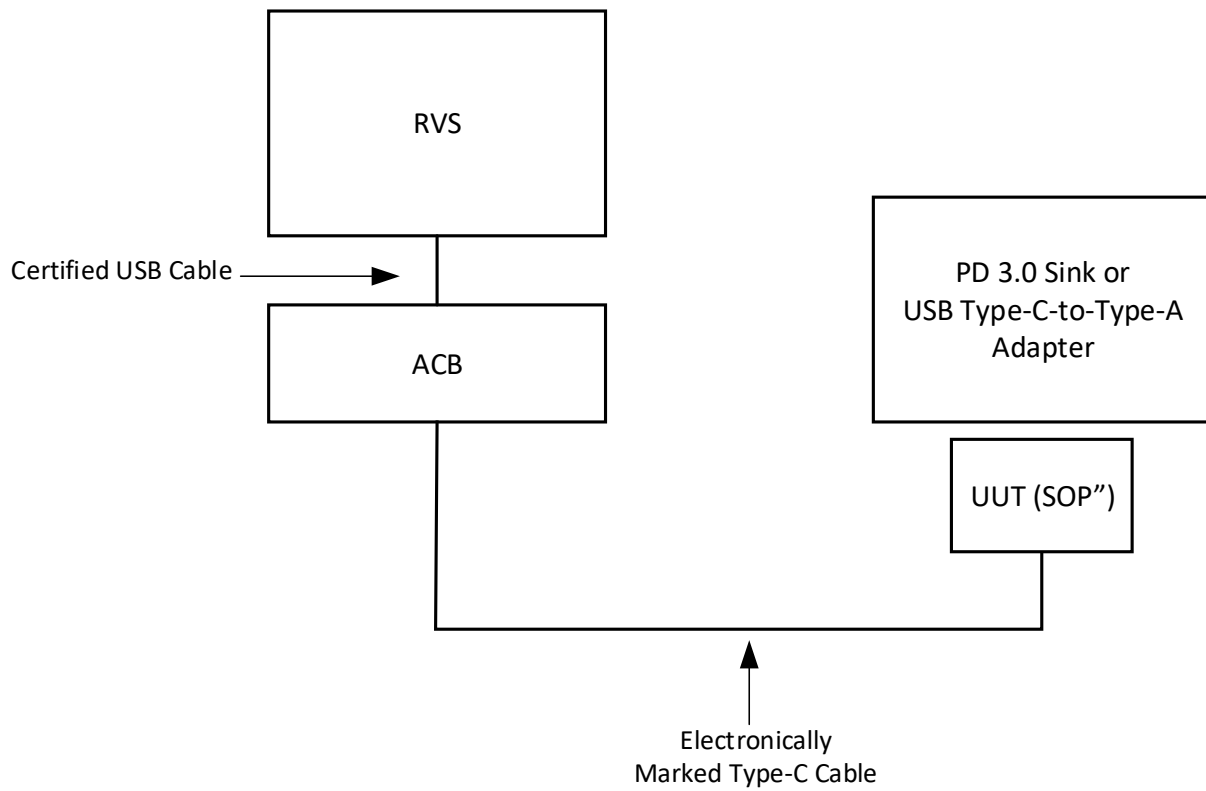 RVS
Certified USB Cable
ACB
PD 3.0 Sink or
USB Type-C-to-Type-A
Adapter
UUT (SOP”)
Electronically
Marked Type-C Cable